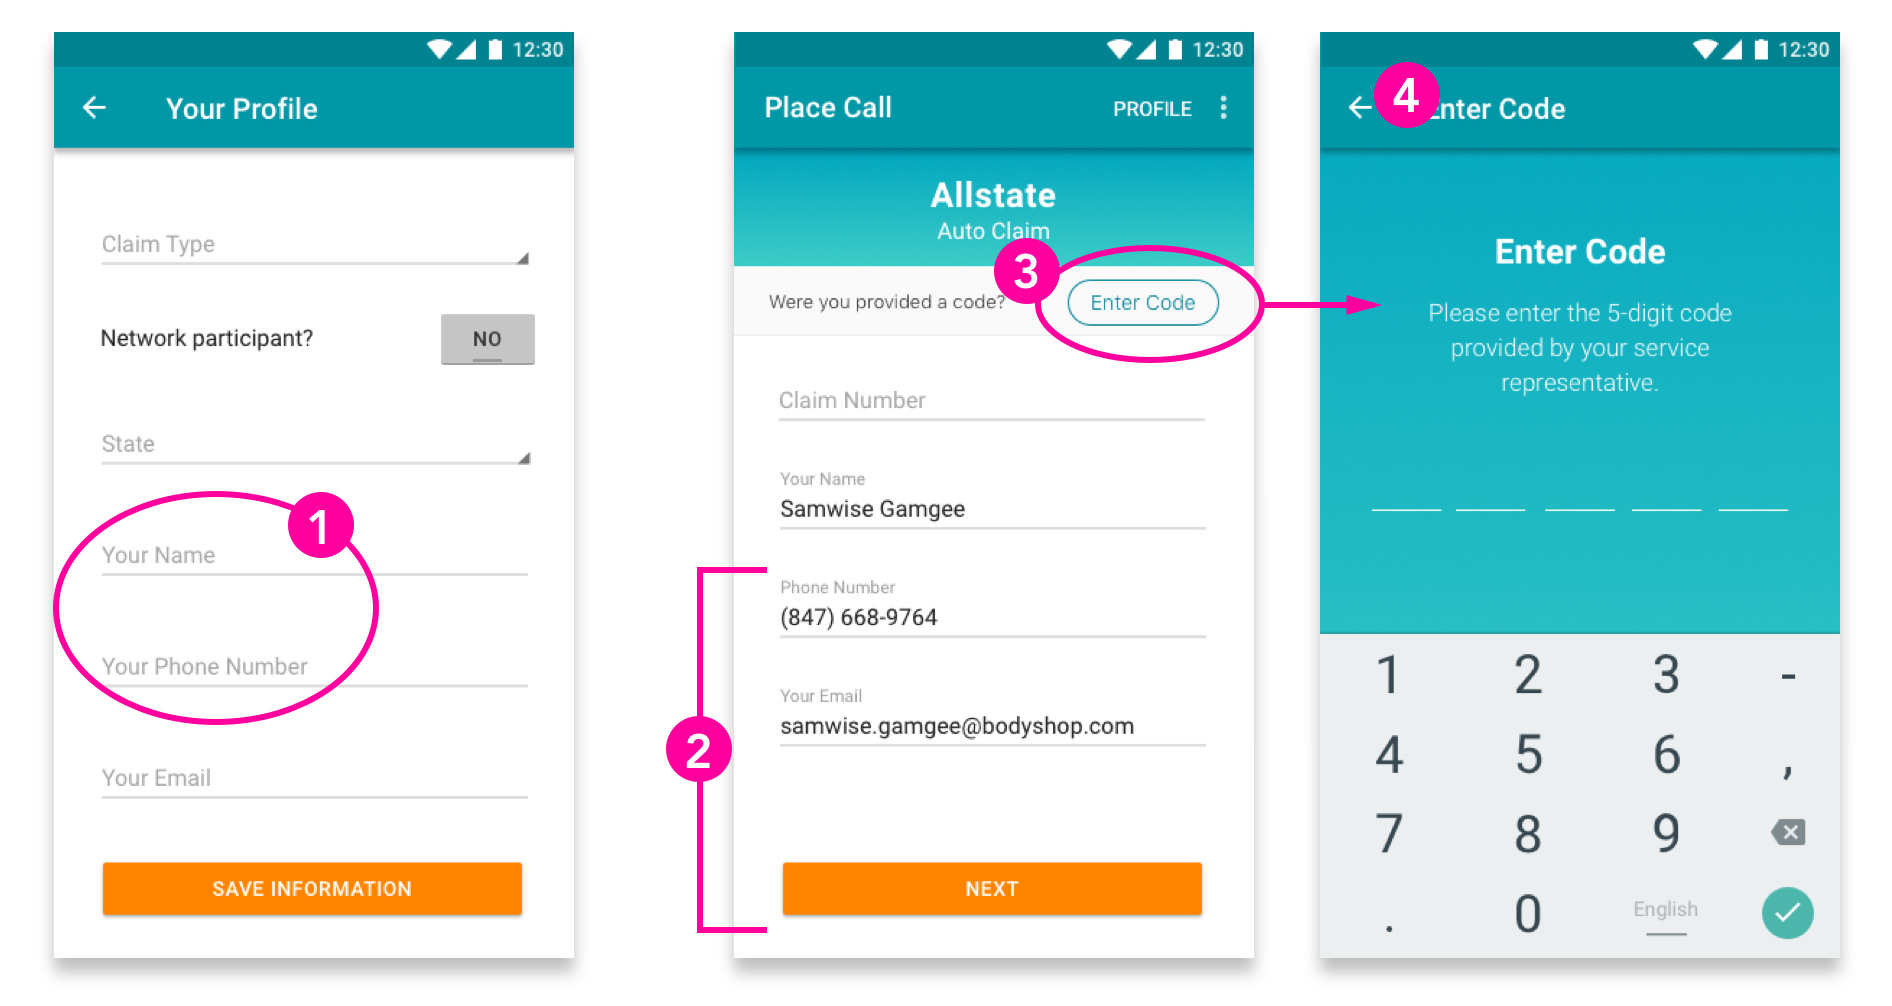 12:30
Your Profile
Claim Type
Network participant?
NO
State
1
Your Name
Your Phone Number
Your Email
SAVE INFORMATION
12:30
Place Call
PROFILE
Allstate
Auto Claim
3
Were you provided a code?
Enter Code
Claim Number
Your Name
Samwise Gamgee
Phone Number
(847) 668-9764
2
Your Email
samwise.gamgee@bodyshop.com
NEXT
12:30
4
Enter Code
Enter Code
Please enter the 5-digit code
provided by your service
representative.
1 2 3 -
4 5 6 ,
7 8 9
. 0 English